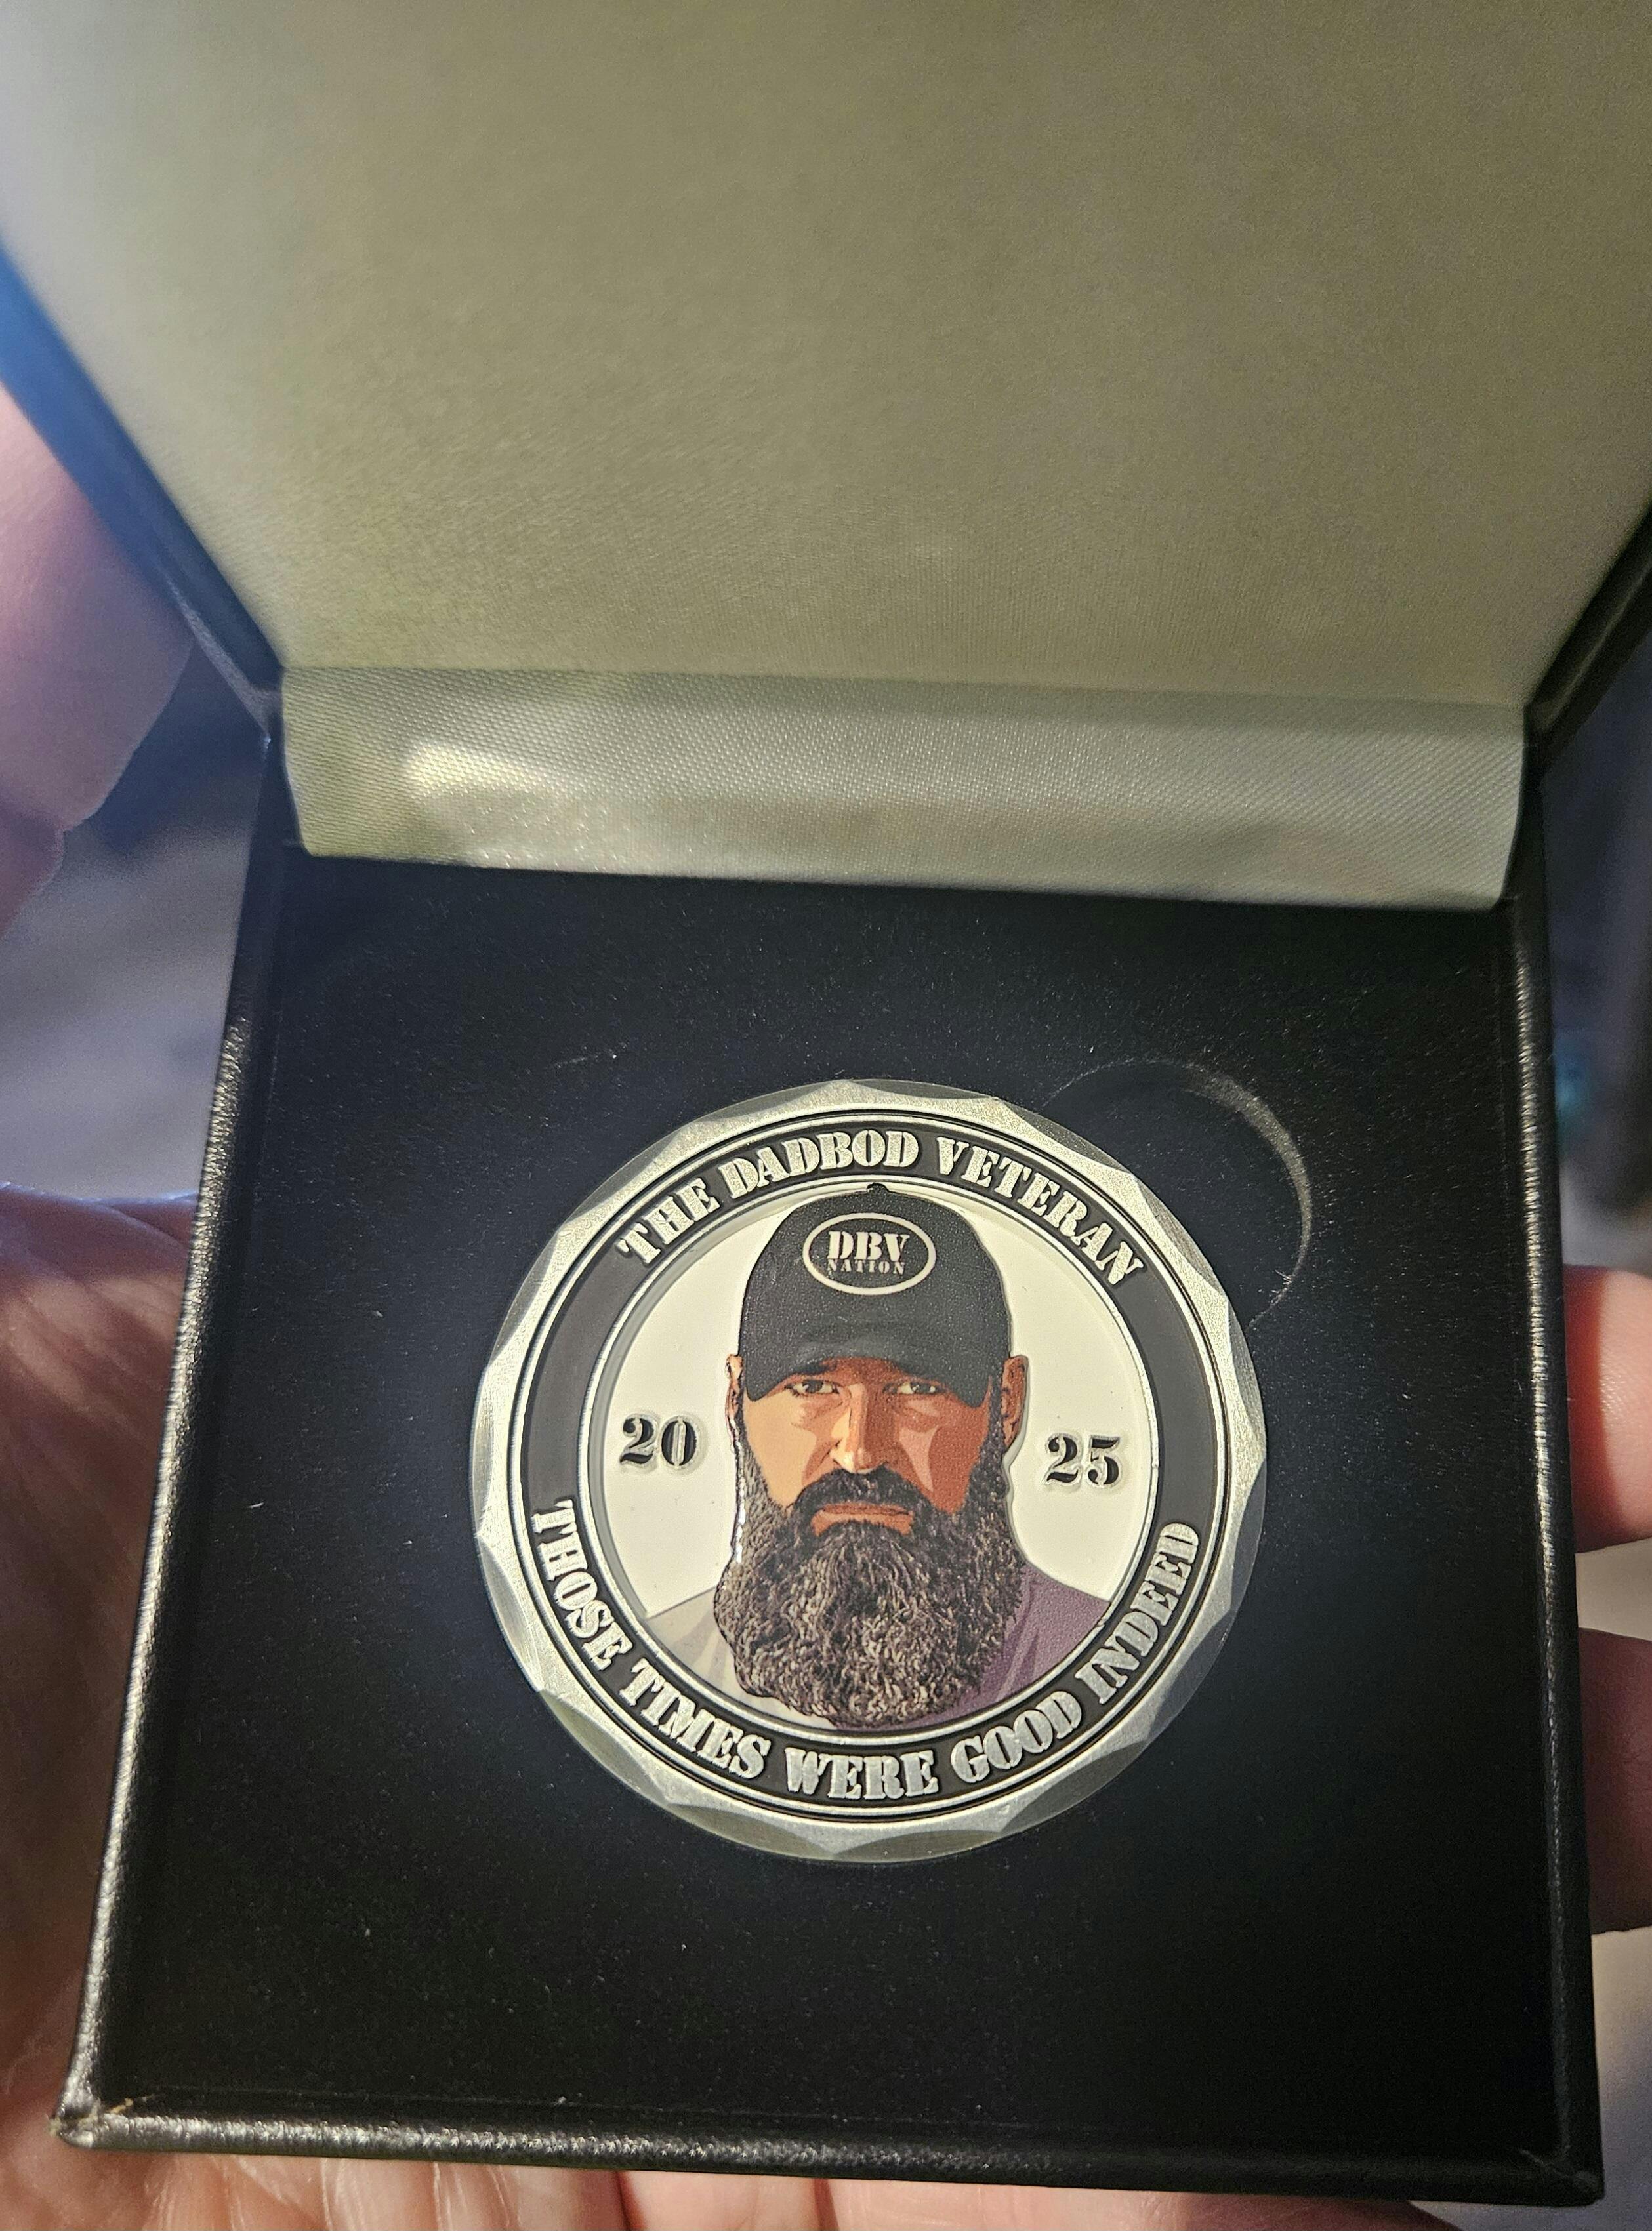 THE DADBOD VETERAN
DBV
NATION
20 25
THOSE TIMES WERE GOOD INDEED